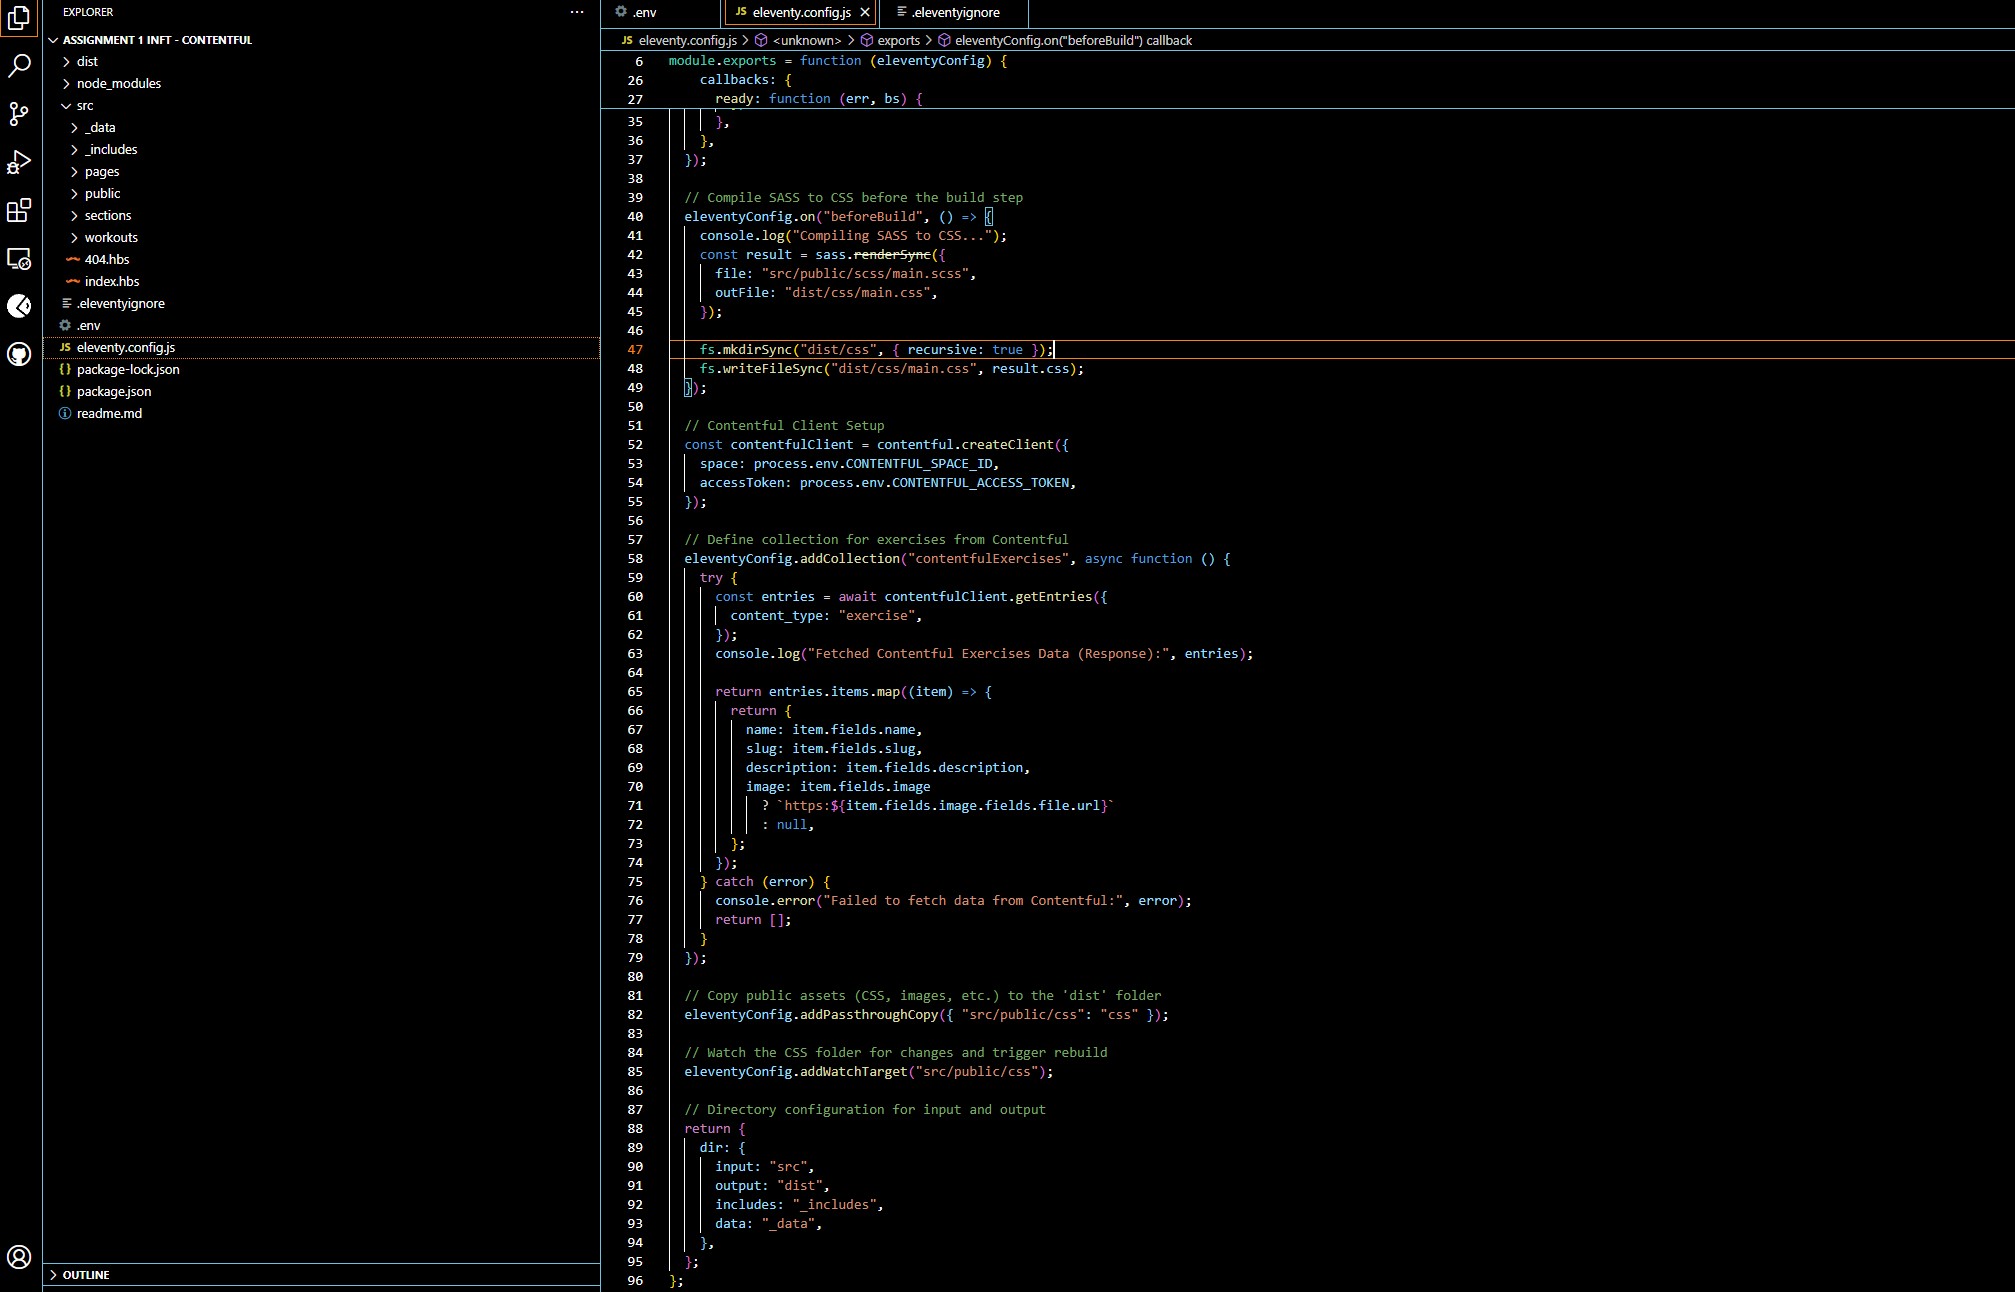 EXPLORER
ASSIGNMENT 1 INFT - CONTENTFUL
dist
node_modules
src
_data
_includes
pages
public
sections
workouts
404.hbs
index.hbs
.eleventyignore
.env
JS eleventy.config.js
{} package-lock.json
{} package.json
readme.md
OUTLINE
.env
JS eleventy.config.js
.eleventyignore
JS eleventy.config.js > <unknown> > exports > eleventyConfig.on("beforeBuild") callback
6 module.exports = function (eleventyConfig) {
26 callbacks: {
27 ready: function (err, bs) {
35 },
36 },
37 });
38
39 // Compile SASS to CSS before the build step
40 eleventyConfig.on("beforeBuild", () => {
41 console.log("Compiling SASS to CSS...");
42 const result = sass.renderSync({
43 file: "src/public/scss/main.scss",
44 outFile: "dist/css/main.css",
45 });
46
47 fs.mkdirSync("dist/css", { recursive: true });
48 fs.writeFileSync("dist/css/main.css", result.css);
49 });
50
51 // Contentful Client Setup
52 const contentfulClient = contentful.createClient({
53 space: process.env.CONTENTFUL_SPACE_ID,
54 accessToken: process.env.CONTENTFUL_ACCESS_TOKEN,
55 });
56
57 // Define collection for exercises from Contentful
58 eleventyConfig.addCollection("contentfulExercises", async function () {
59 try {
60 const entries = await contentfulClient.getEntries({
61 content_type: "exercise",
62 });
63 console.log("Fetched Contentful Exercises Data (Response):", entries);
64
65 return entries.items.map((item) => {
66 return {
67 name: item.fields.name,
68 slug: item.fields.slug,
69 description: item.fields.description,
70 image: item.fields.image
71 ? `https:${item.fields.image.fields.file.url}`
72 : null,
73 };
74 });
75 } catch (error) {
76 console.error("Failed to fetch data from Contentful:", error);
77 return [];
78 }
79 });
80
81 // Copy public assets (CSS, images, etc.) to the 'dist' folder
82 eleventyConfig.addPassthroughCopy({ "src/public/css": "css" });
83
84 // Watch the CSS folder for changes and trigger rebuild
85 eleventyConfig.addWatchTarget("src/public/css");
86
87 // Directory configuration for input and output
88 return {
89 dir: {
90 input: "src",
91 output: "dist",
92 includes: "_includes",
93 data: "_data",
94 },
95 };
96 };